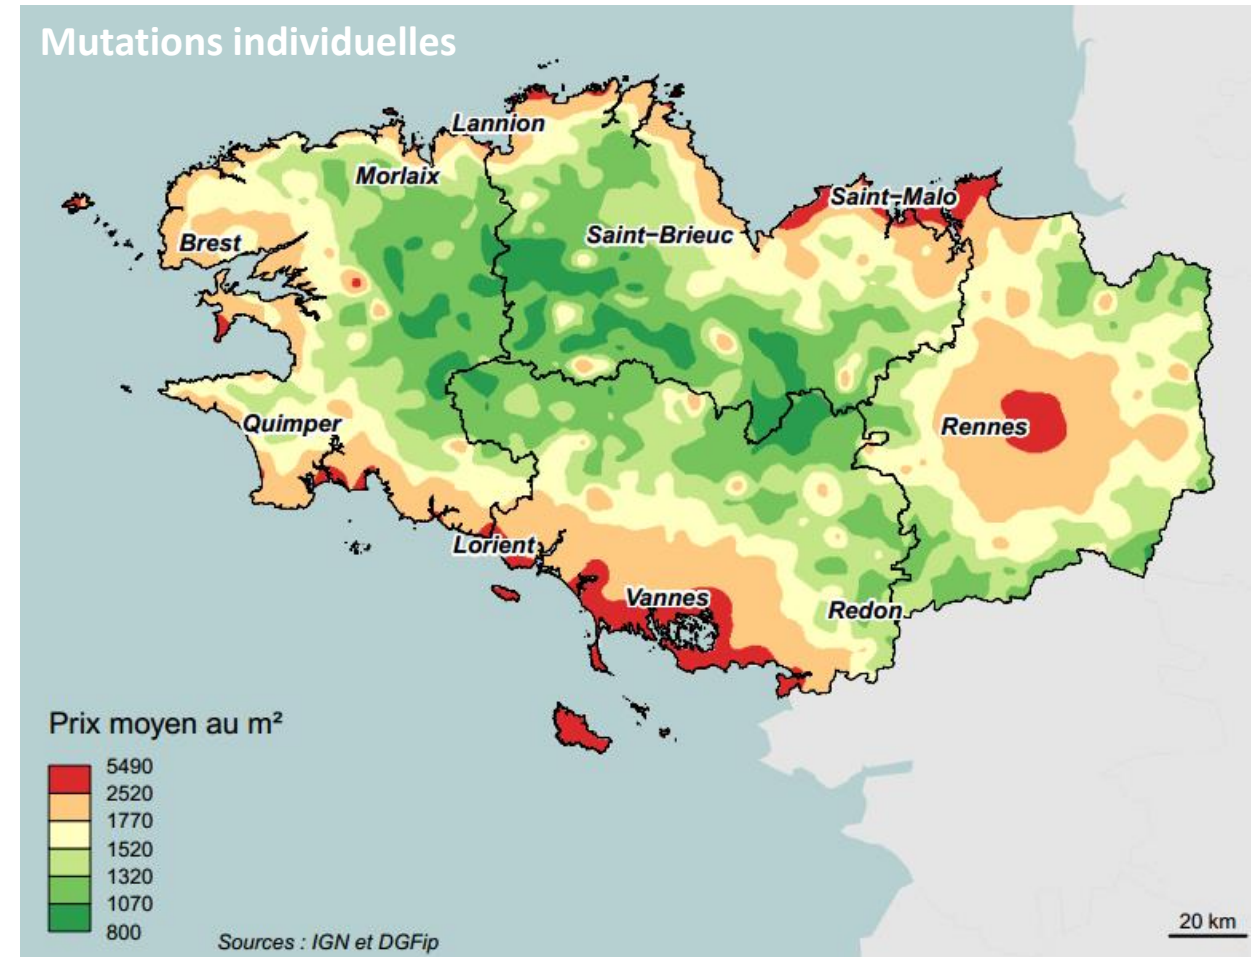 Mutations individuelles
Lannion
Morlaix
Saint-Malo
Saint-Brieuc
Brest
Quimper
Rennes
Lorient
Vannes
Redon
Prix moyen au m²
5490
2520
1770
1520
1320
1070
800
Sources : IGN et DGFip
20 km